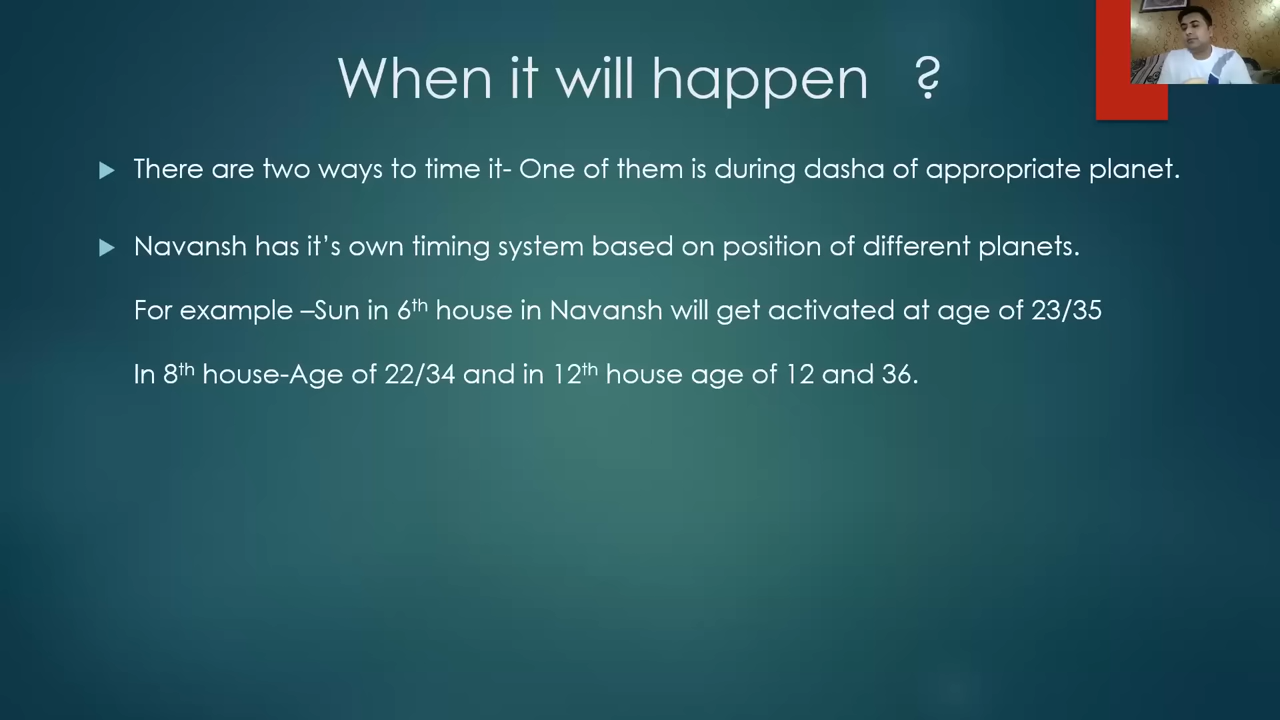 When it will happen ?
There are two ways to time it- One of them is during dasha of appropriate planet.
Navansh has it’s own timing system based on position of different planets.
For example –Sun in 6th house in Navansh will get activated at age of 23/35
In 8th house-Age of 22/34 and in 12th house age of 12 and 36.